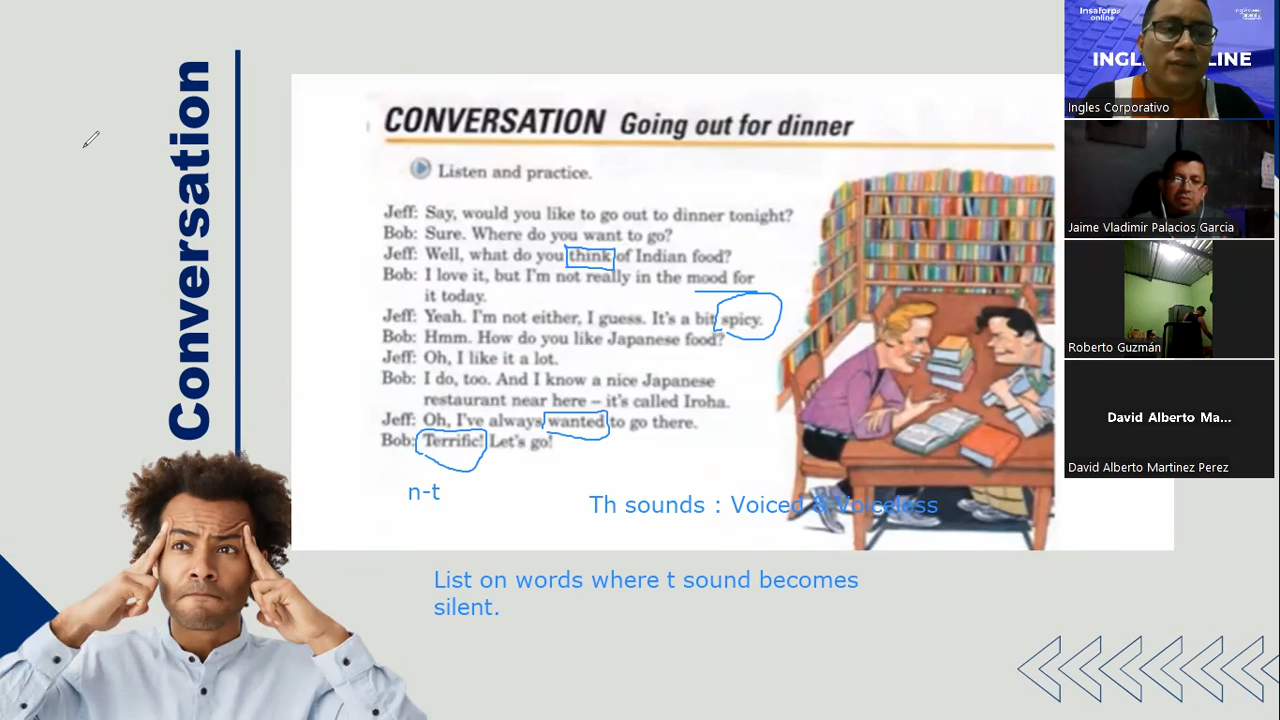 Conversation
CONVERSATION Going out for dinner
Listen and practice.
Jeff: Say, would you like to go out to dinner tonight?
Bob: Sure. Where do you want to go?
Jeff: Well, what do you think of Indian food?
Bob: I love it, but I'm not really in the mood for
it today.
Jeff: Yeah. I'm not either, I guess. It's a bit spicy.
Bob: Hmm. How do you like Japanese food?
Jeff: Oh, I like it a lot.
Bob: I do, too. And I know a nice Japanese
restaurant near here – it's called Iroha.
Jeff: Oh, I've always wanted to go there.
Bob: Terrific! Let's go!
n-t
Th sounds : Voiced & Voiceless
List on words where t sound becomes
silent.
Insaforp
online
INGL LINE
Ingles Corporativo
Jaime Vladimir Palacios Garcia
Roberto Guzmán
David Alberto Ma...
David Alberto Martinez Perez